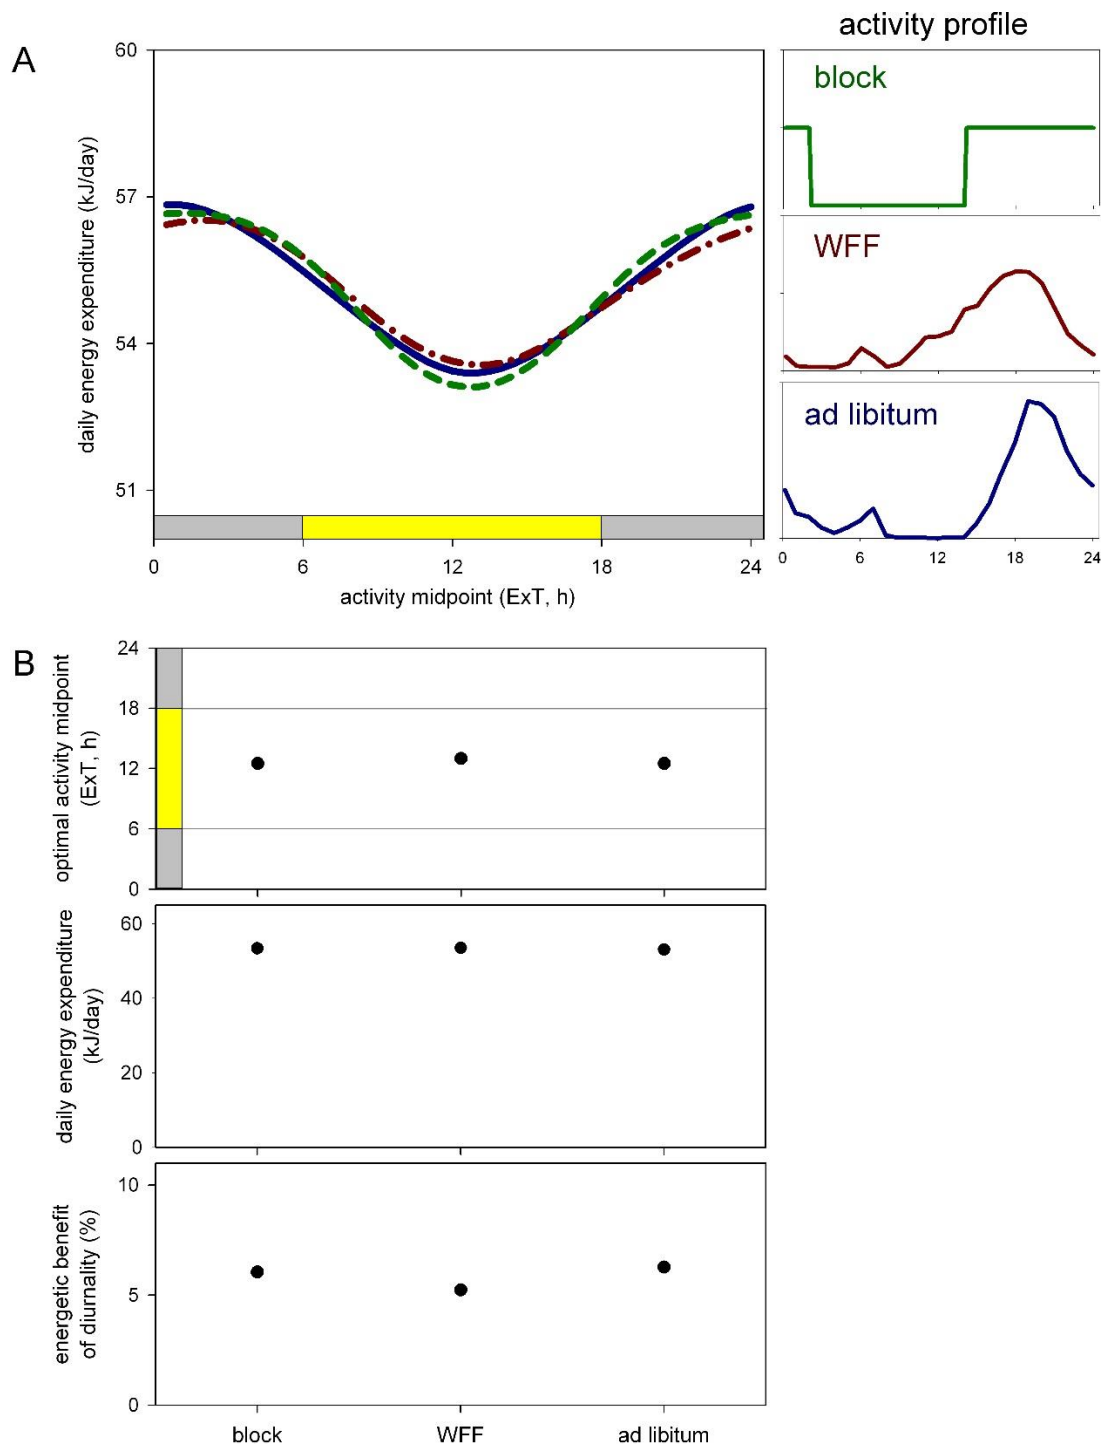 activity profile
A
60
57
54
51
daily energy expenditure (kJ/day)
0
6
12
18
24
activity midpoint (ExT, h)
block
WFF
ad libitum
0
6
12
18
24
B
24
18
12
6
0
optimal activity midpoint
(ExT, h)
60
40
20
0
daily energy expenditure
(kJ/day)
10
5
0
energetic benefit
of diurnality (%)
block
WFF
ad libitum